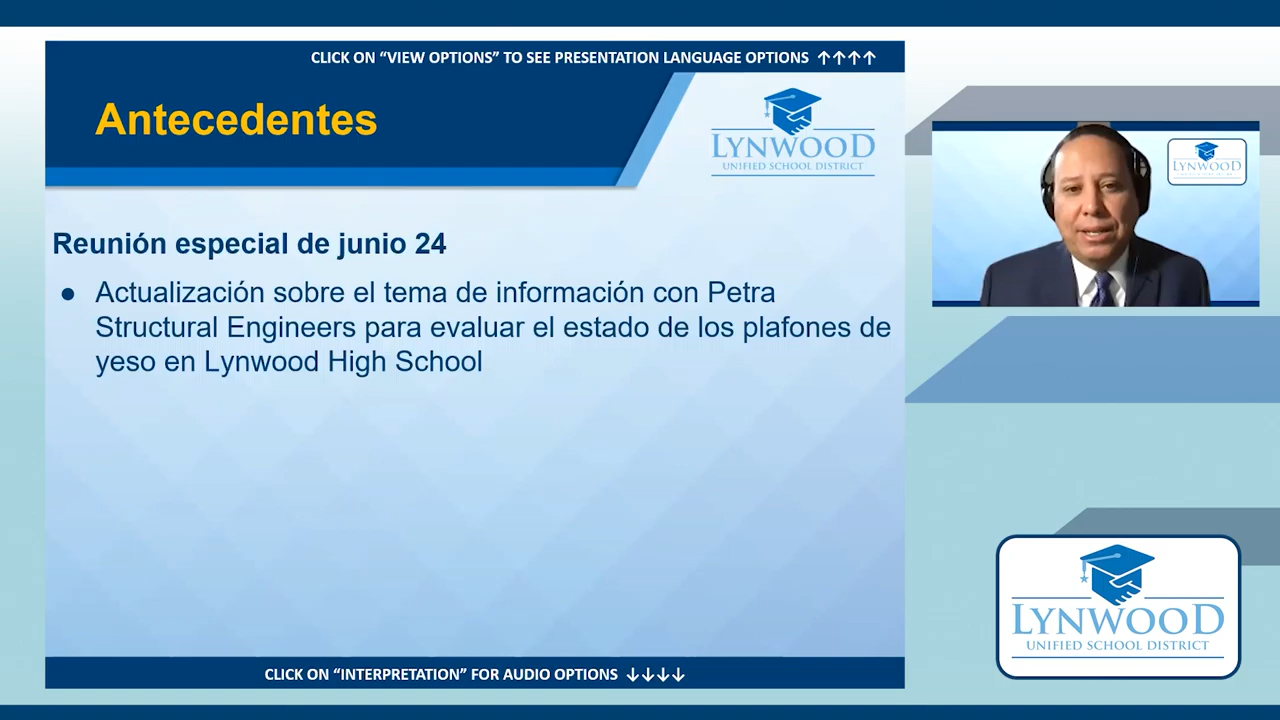 CLICK ON “VIEW OPTIONS” TO SEE PRESENTATION LANGUAGE OPTIONS ↑↑↑↑
Antecedentes
LYNWOOD
UNIFIED SCHOOL DISTRICT
LYNWOOD
Reunión especial de junio 24
● Actualización sobre el tema de información con Petra
Structural Engineers para evaluar el estado de los plafones de
yeso en Lynwood High School
LYNWOOD
UNIFIED SCHOOL DISTRICT
CLICK ON “INTERPRETATION” FOR AUDIO OPTIONS ↓↓↓↓